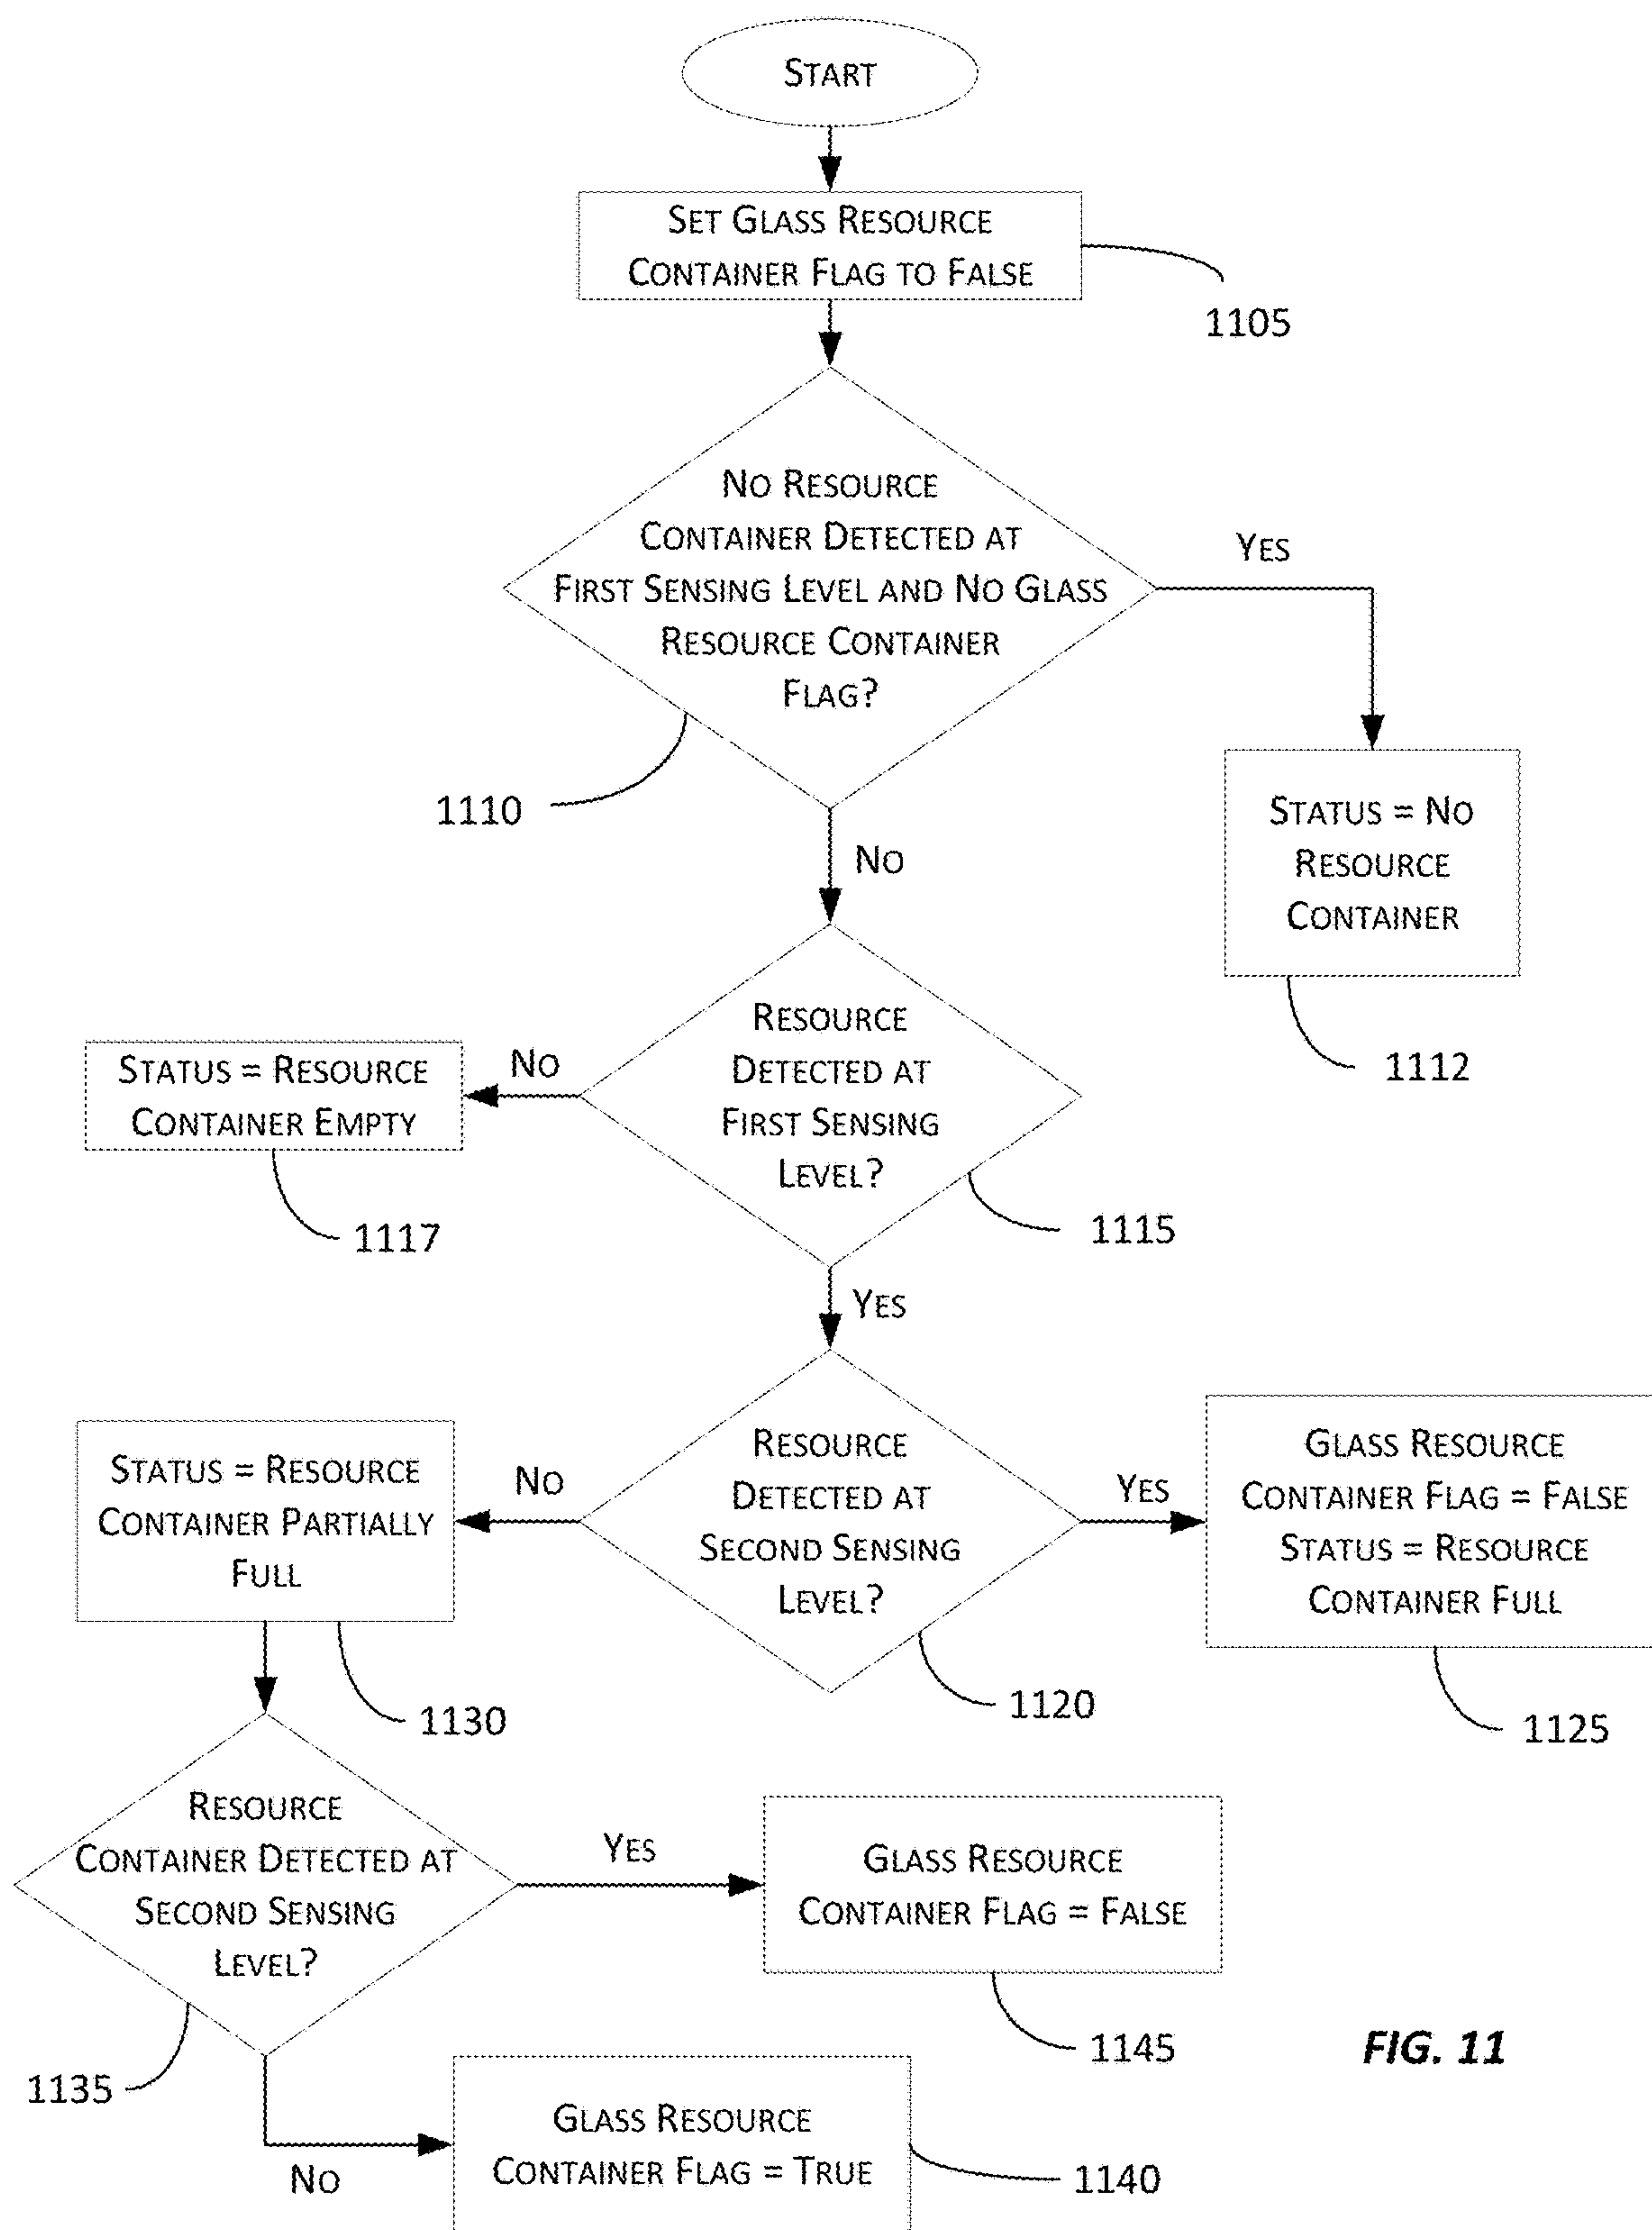 START
SET GLASS RESOURCE
CONTAINER FLAG TO FALSE
1105
NO RESOURCE
CONTAINER DETECTED AT
FIRST SENSING LEVEL AND NO GLASS
RESOURCE CONTAINER
FLAG?
YES
1110
NO
STATUS = NO
RESOURCE
CONTAINER
1112
RESOURCE
DETECTED AT
FIRST SENSING
LEVEL?
NO
STATUS = RESOURCE
CONTAINER EMPTY
1117
1115
YES
RESOURCE
DETECTED AT
SECOND SENSING
LEVEL?
NO
YES
STATUS = RESOURCE
CONTAINER PARTIALLY
FULL
GLASS RESOURCE
CONTAINER FLAG = FALSE
STATUS = RESOURCE
CONTAINER FULL
1130
1120
1125
RESOURCE
CONTAINER DETECTED AT
SECOND SENSING
LEVEL?
YES
GLASS RESOURCE
CONTAINER FLAG = FALSE
1145
1135
NO
GLASS RESOURCE
CONTAINER FLAG = TRUE
1140
FIG. 11